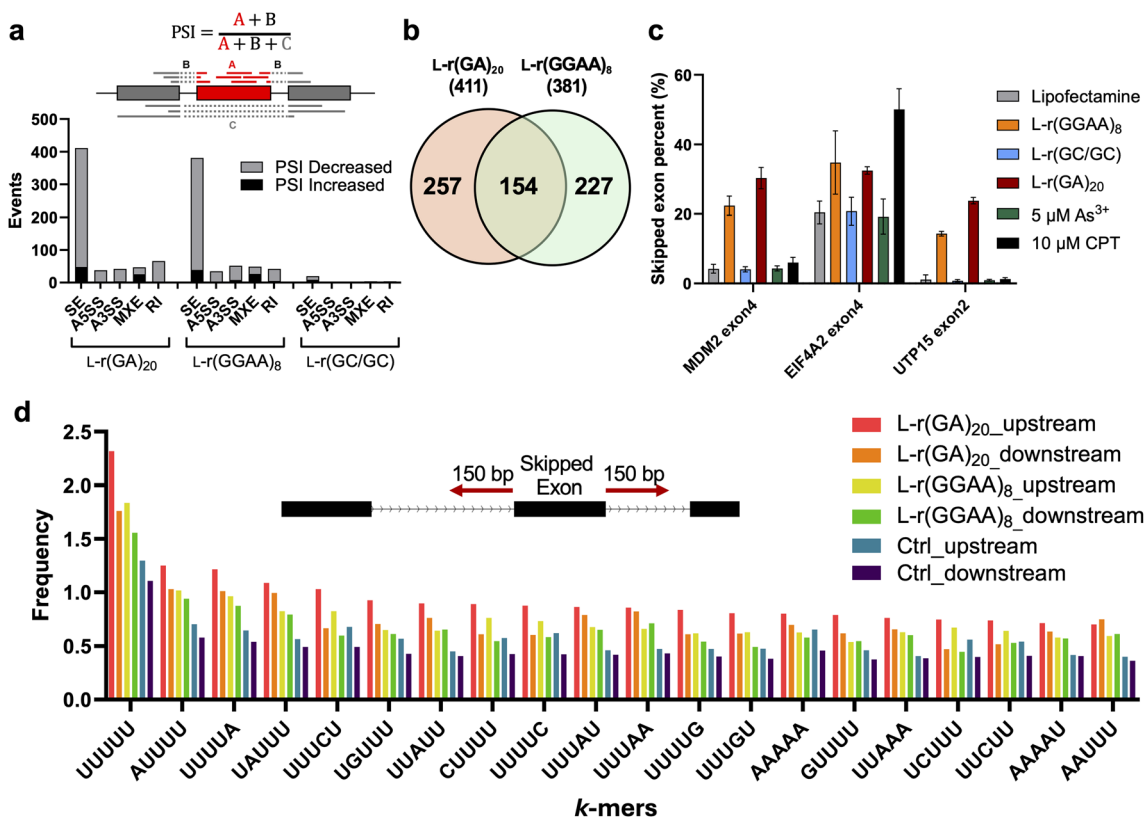 a
PSI = A + B / A + B + C
B A B
C
500
400
300
200
100
0
Events
PSI Decreased
PSI Increased
SE A5SS A3SS MXE RI SE A5SS A3SS MXE RI SE A5SS A3SS MXE RI
L-r(GA)20 L-r(GGAA)8 L-r(GC/GC)
b
L-r(GA)20 L-r(GGAA)8
(411) (381)
257 154 227
c
60
40
20
0
Skipped exon percent (%)
MDM2 exon4 EIF4A2 exon4 UTP15 exon2
Lipofectamine
L-r(GGAA)8
L-r(GC/GC)
L-r(GA)20
5 µM As3+
10 µM CPT
d
2.5
2.0
1.5
1.0
0.5
0.0
Frequency
150 bp Skipped 150 bp
Exon
L-r(GA)20_upstream
L-r(GA)20_downstream
L-r(GGAA)8_upstream
L-r(GGAA)8_downstream
Ctrl_upstream
Ctrl_downstream
UUUUU AUUUU UUUUA UAUUU UUUCU UGUUU UUAUU CUUUU UUUUC UUUAU UUUAA UUUUG UUUGU AAAAA GUUUU UUAAA UCUUU UUCUU AAAAU AAUUU
k-mers